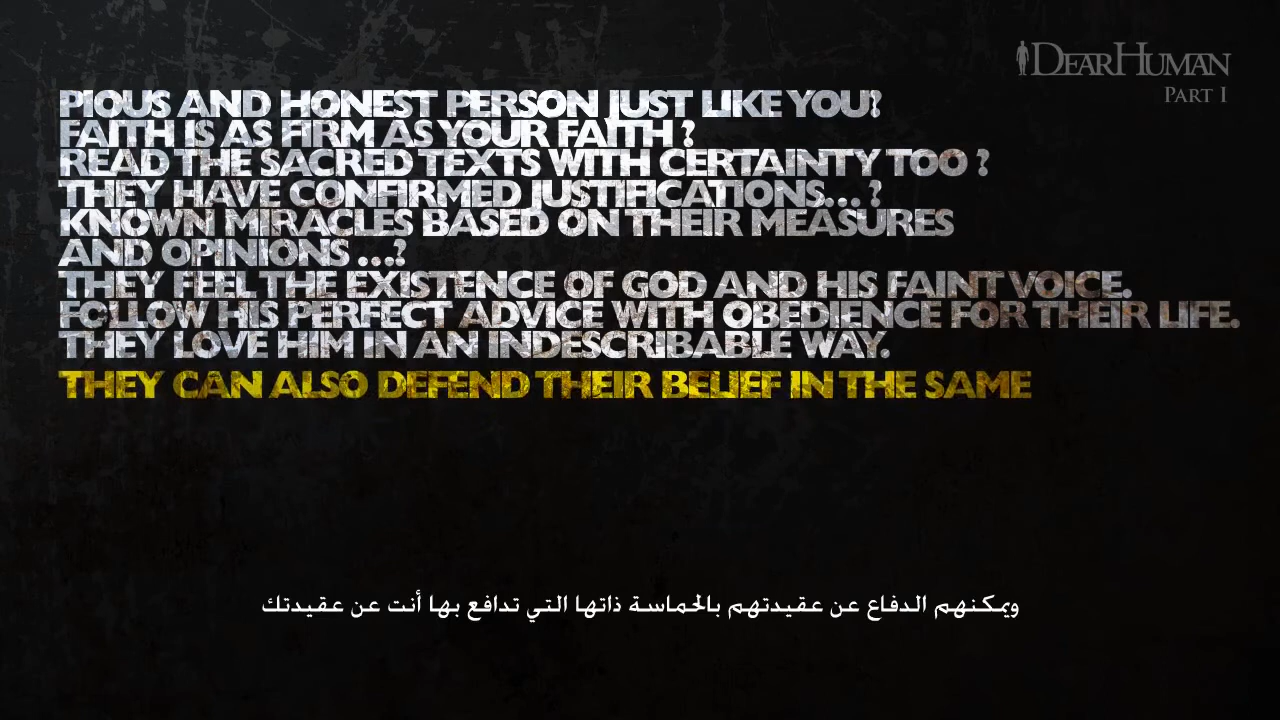 DEARHUMAN
PART I
PIOUS AND HONEST PERSON JUST LIKE YOU?
FAITH IS AS FIRM AS YOUR FAITH ?
READ THE SACRED TEXTS WITH CERTAINTY TOO ?
THEY HAVE CONFIRMED JUSTIFICATIONS... ?
KNOWN MIRACLES BASED ON THEIR MEASURES
AND OPINIONS ...?
THEY FEEL THE EXISTENCE OF GOD AND HIS FAINT VOICE.
FOLLOW HIS PERFECT ADVICE WITH OBEDIENCE FOR THEIR LIFE.
THEY LOVE HIM IN AN INDESCRIBABLE WAY.
THEY CAN ALSO DEFEND THEIR BELIEF IN THE SAME
ويمكنهم الدفاع عن عقيدتهم بالحماسة ذاتها التي تدافع بها أنت عن عقيدتك